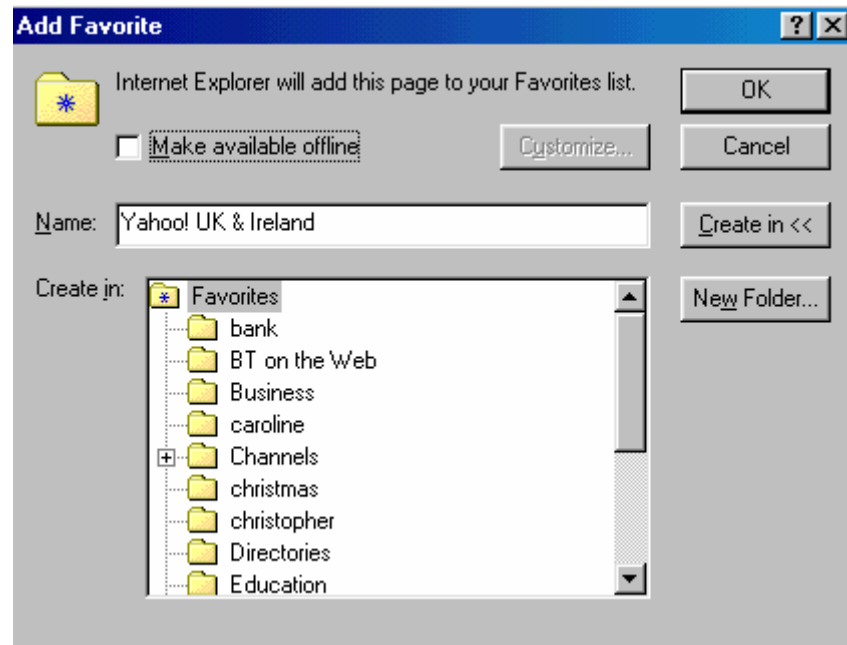 Add Favorite
Internet Explorer will add this page to your Favorites list.
OK
Make available offline
Customize...
Cancel
Name: Yahoo! UK & Ireland
Create in <<
Create in:
Favorites
New Folder...
bank
BT on the Web
Business
caroline
Channels
christmas
christopher
Directories
Education